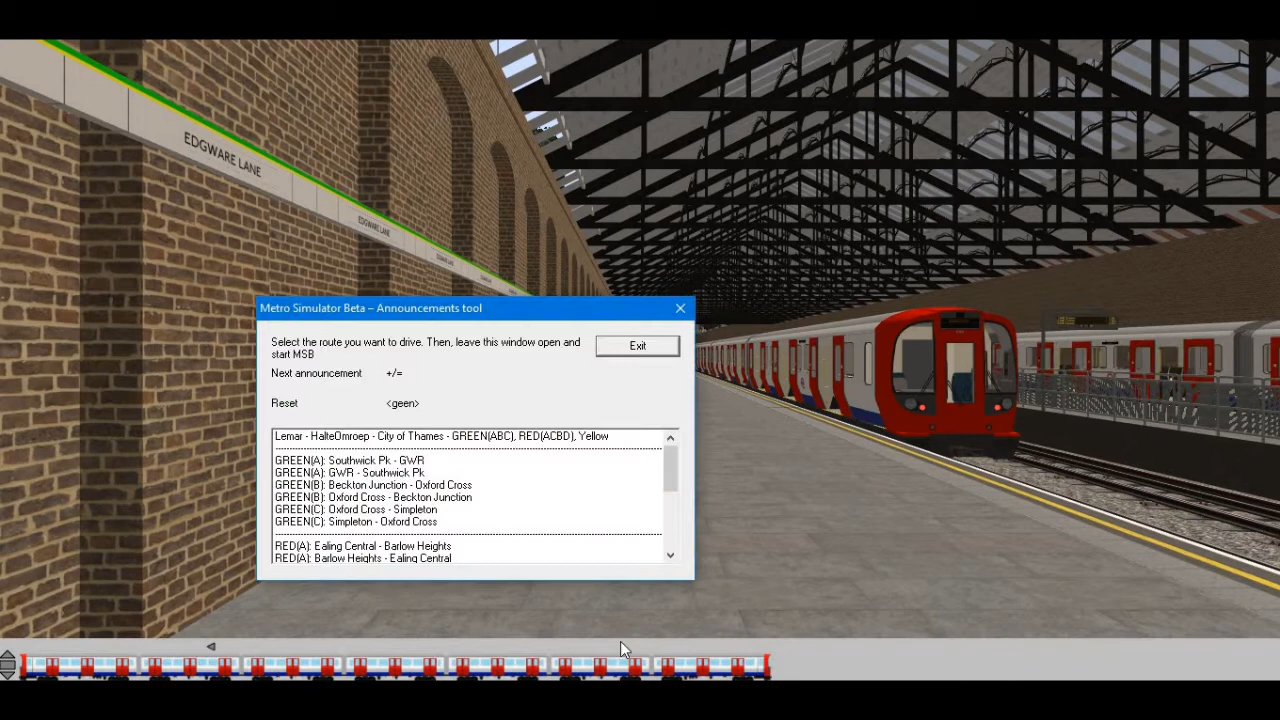 EDGWARE LANE
EDGWARE LANE
Metro Simulator Beta – Announcements tool
Select the route you want to drive. Then, leave this window open and
start MSB
Exit
Next announcement +/=
Reset <geen>
Lemar - HalteOmroep - City of Thames - GREEN(ABC), RED(ACBD), Yellow
GREEN(A): Southwick Pk - GWR
GREEN(A): GWR - Southwick Pk
GREEN(B): Beckton Junction - Oxford Cross
GREEN(B): Oxford Cross - Beckton Junction
GREEN(C): Oxford Cross - Simpleton
GREEN(C): Simpleton - Oxford Cross
RED(A): Ealing Central - Barlow Heights
RED(A): Barlow Heights - Ealing Central